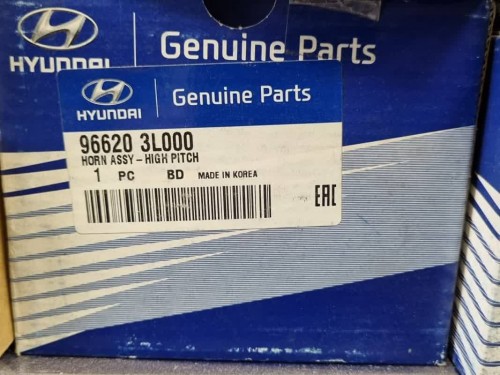 HYUNDAI
Genuine Parts
HYUNDAI
Genuine Parts
96620 3L000
HORN ASSY-HIGH PITCH
1 PC BD MADE IN KOREA
EAC